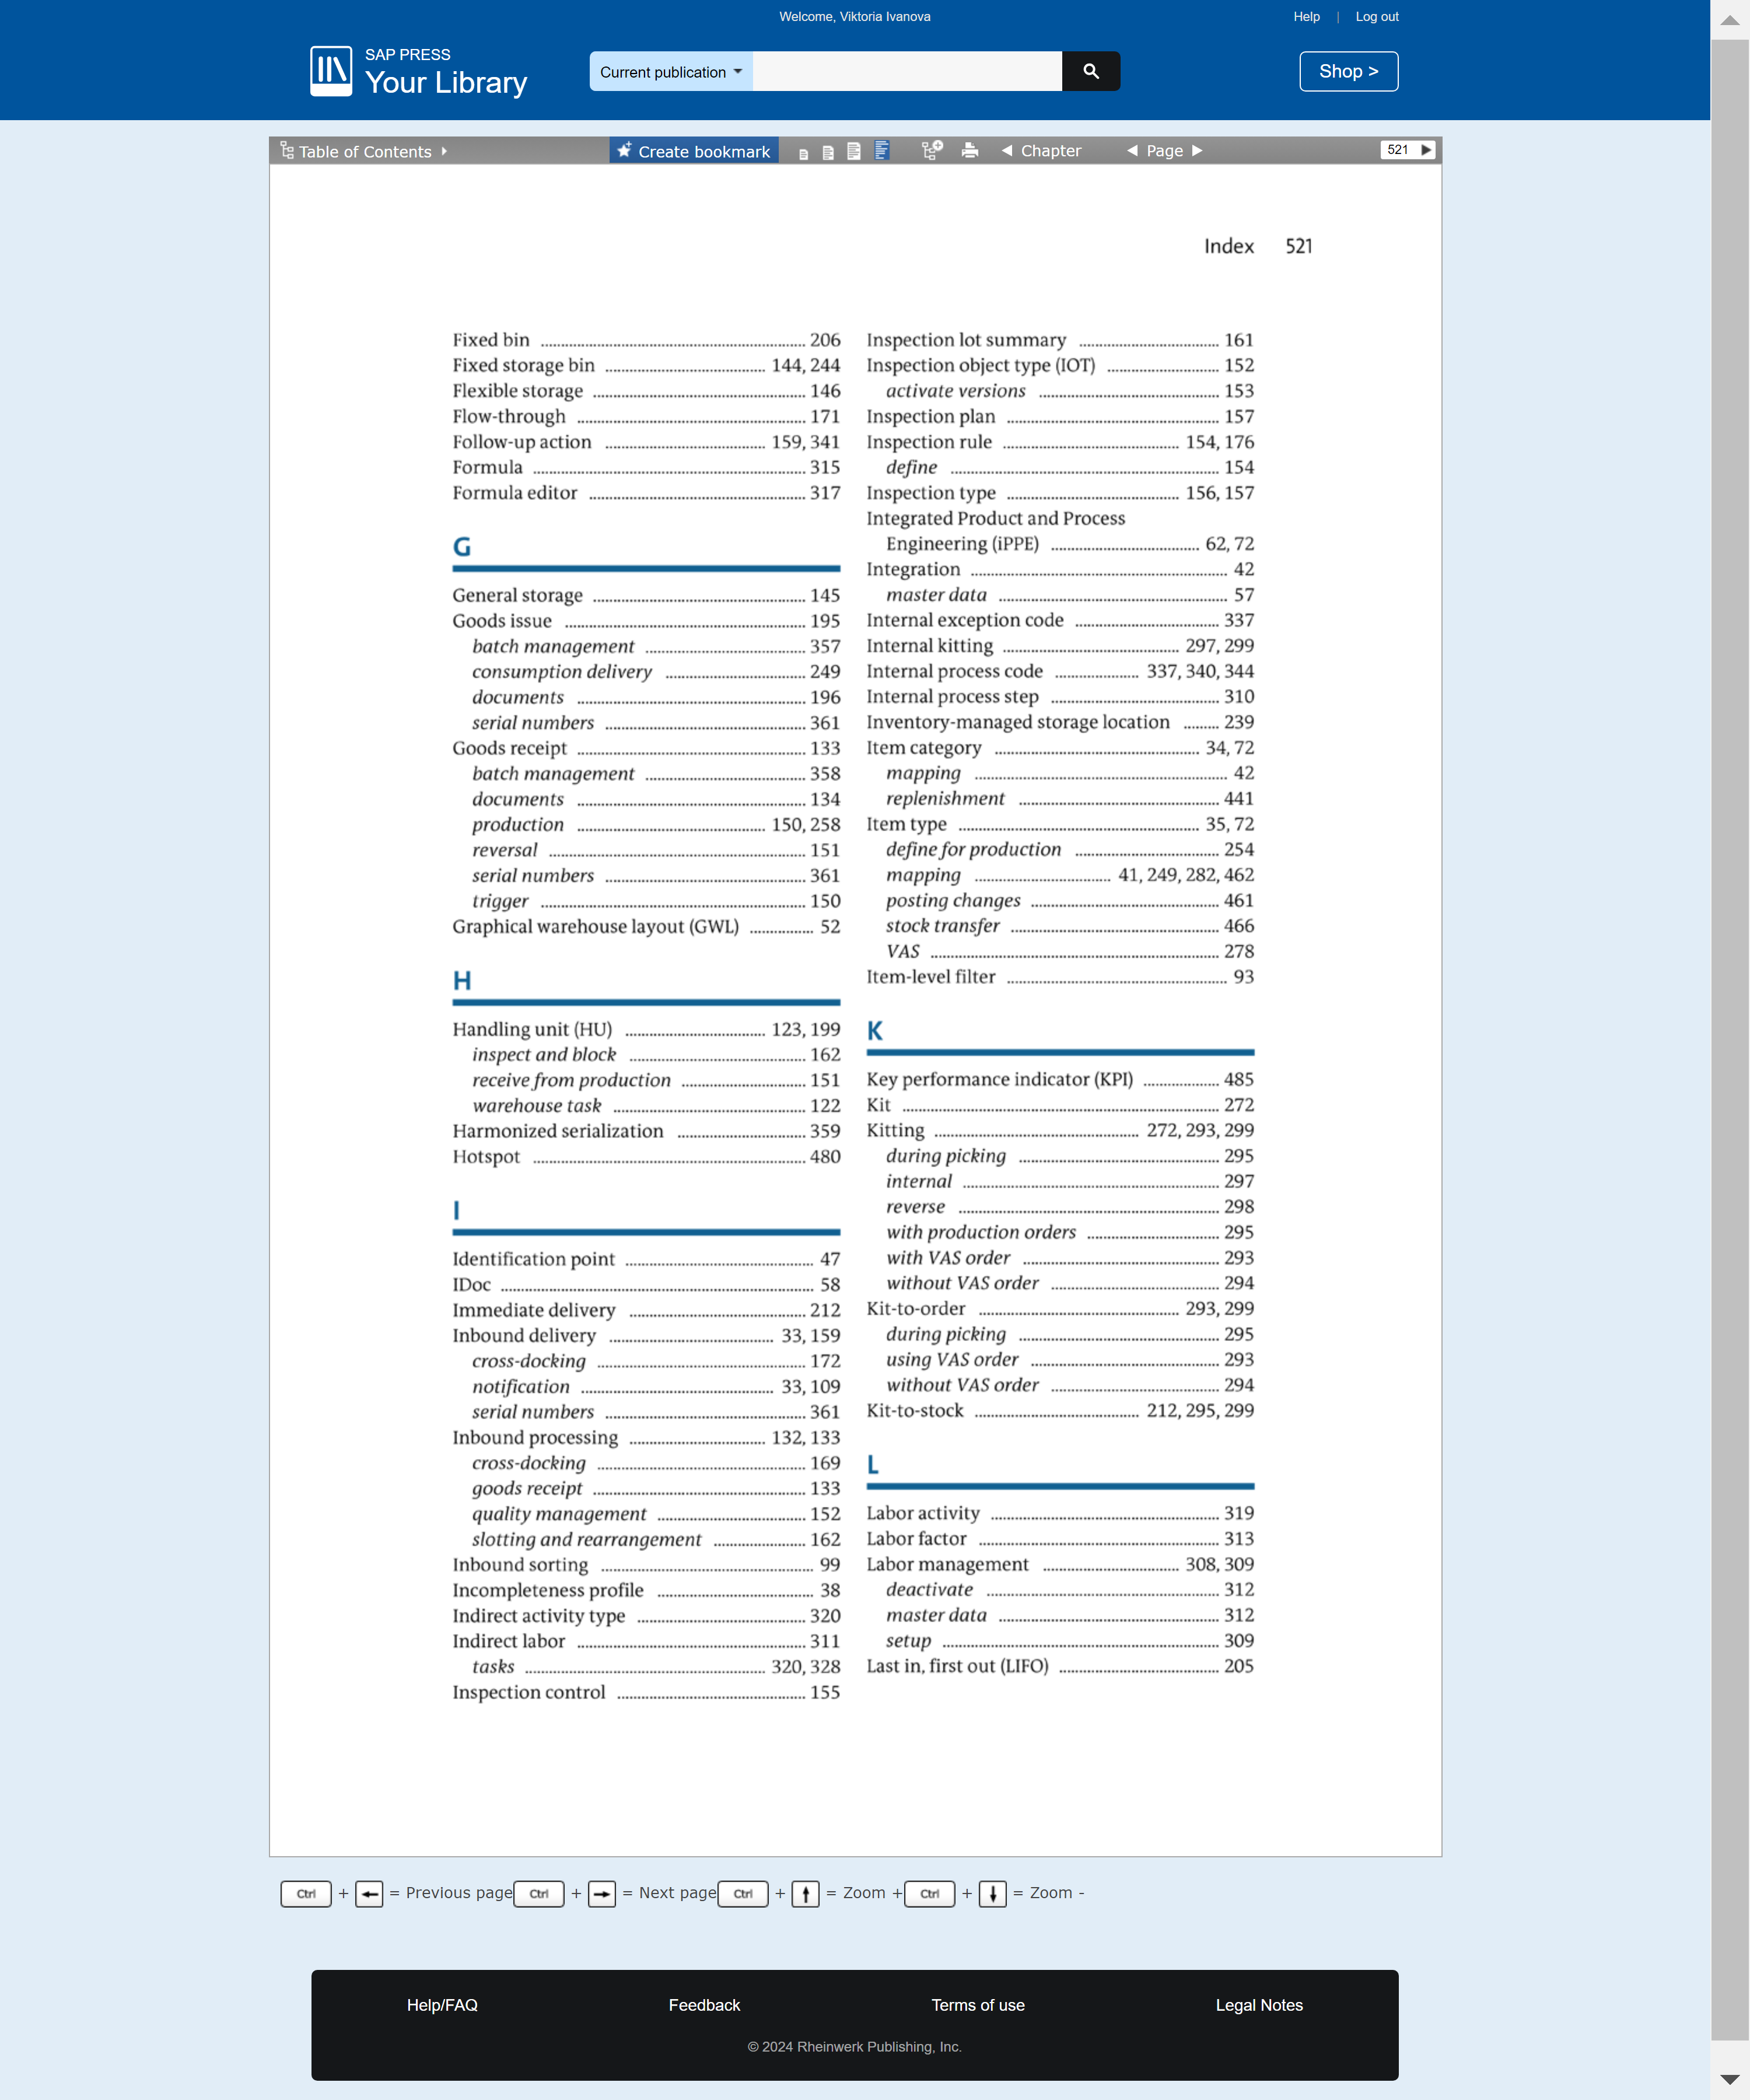 Welcome, Viktoria Ivanova
Help | Log out
SAP PRESS
Your Library
Current publication
Shop >
Table of Contents
Create bookmark
Chapter
Page
521
Index 521
Fixed bin 206
Fixed storage bin 144, 244
Flexible storage 146
Flow-through 171
Follow-up action 159, 341
Formula 315
Formula editor 317
G
General storage 145
Goods issue 195
batch management 357
consumption delivery 249
documents 196
serial numbers 361
Goods receipt 133
batch management 358
documents 134
production 150, 258
reversal 151
serial numbers 361
trigger 150
Graphical warehouse layout (GWL) 52
H
Handling unit (HU) 123, 199
inspect and block 162
receive from production 151
warehouse task 122
Harmonized serialization 359
Hotspot 480
I
Identification point 47
IDoc 58
Immediate delivery 212
Inbound delivery 33, 159
cross-docking 172
notification 33, 109
serial numbers 361
Inbound processing 132, 133
cross-docking 169
goods receipt 133
quality management 152
slotting and rearrangement 162
Inbound sorting 99
Incompleteness profile 38
Indirect activity type 320
Indirect labor 311
tasks 320, 328
Inspection control 155
Inspection lot summary 161
Inspection object type (IOT) 152
activate versions 153
Inspection plan 157
Inspection rule 154, 176
define 154
Inspection type 156, 157
Integrated Product and Process
Engineering (iPPE) 62, 72
Integration 42
master data 57
Internal exception code 337
Internal kitting 297, 299
Internal process code 337, 340, 344
Internal process step 310
Inventory-managed storage location 239
Item category 34, 72
mapping 42
replenishment 441
Item type 35, 72
define for production 254
mapping 41, 249, 282, 462
posting changes 461
stock transfer 466
VAS 278
Item-level filter 93
K
Key performance indicator (KPI) 485
Kit 272
Kitting 272, 293, 299
during picking 295
internal 297
reverse 298
with production orders 295
with VAS order 293
without VAS order 294
Kit-to-order 293, 299
during picking 295
using VAS order 293
without VAS order 294
Kit-to-stock 212, 295, 299
L
Labor activity 319
Labor factor 313
Labor management 308, 309
deactivate 312
master data 312
setup 309
Last in, first out (LIFO) 205
Ctrl + = Previous page Ctrl + = Next page Ctrl + = Zoom + Ctrl + = Zoom -
Help/FAQ Feedback Terms of use Legal Notes
© 2024 Rheinwerk Publishing, Inc.